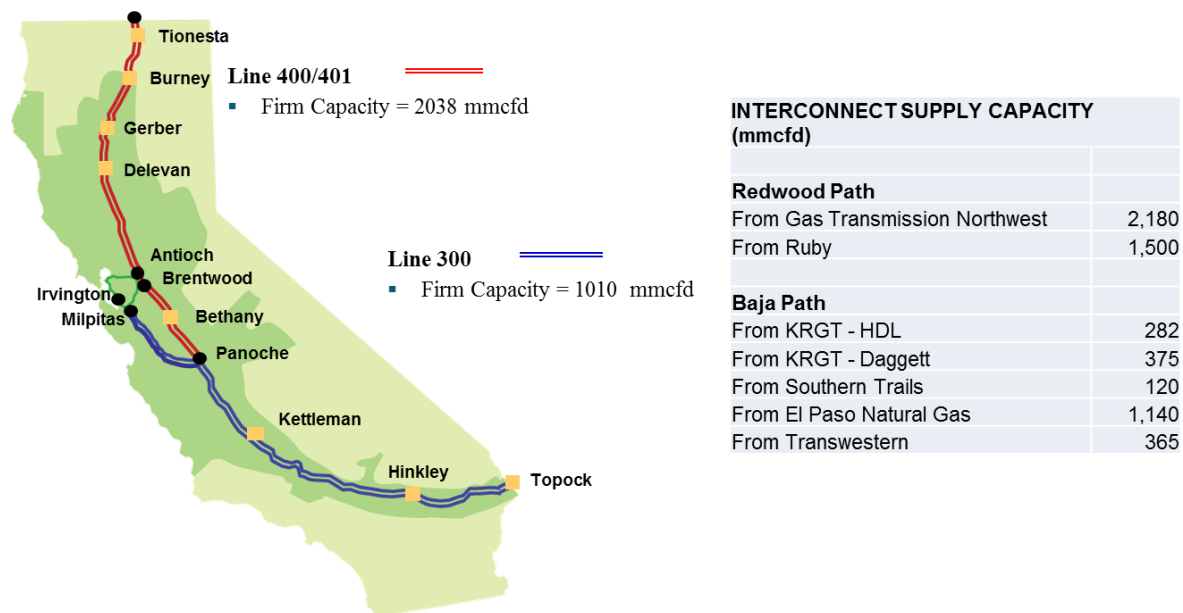 Tionesta
Burney
Gerber
Delevan
Antioch
Brentwood
Irvington
Milpitas
Bethany
Panoche
Kettleman
Hinkley
Topock
Line 400/401
▪ Firm Capacity = 2038 mmcfd
Line 300
▪ Firm Capacity = 1010 mmcfd
INTERCONNECT SUPPLY CAPACITY
(mmcfd)
Redwood Path
From Gas Transmission Northwest 2,180
From Ruby 1,500
Baja Path
From KRGT - HDL 282
From KRGT - Daggett 375
From Southern Trails 120
From El Paso Natural Gas 1,140
From Transwestern 365